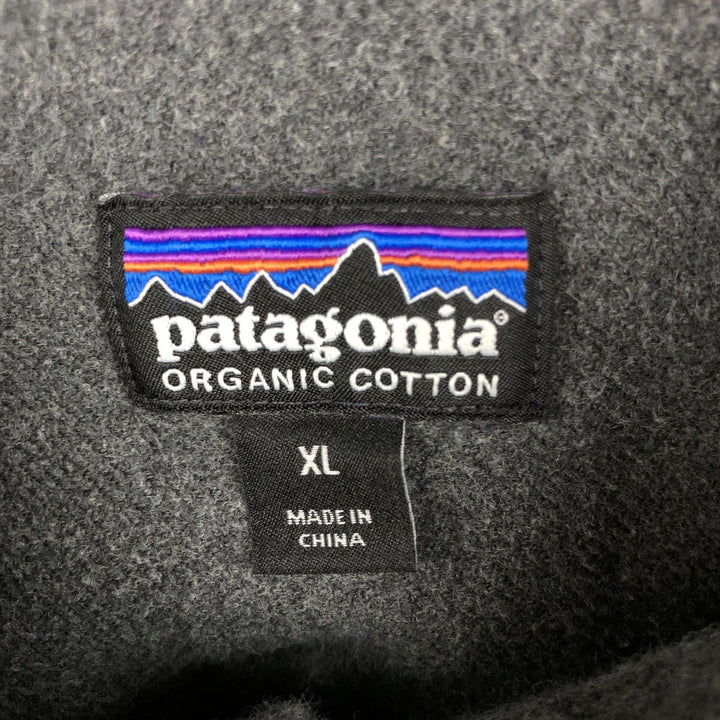 patagonia®
ORGANIC COTTON
XL
MADE IN
CHINA